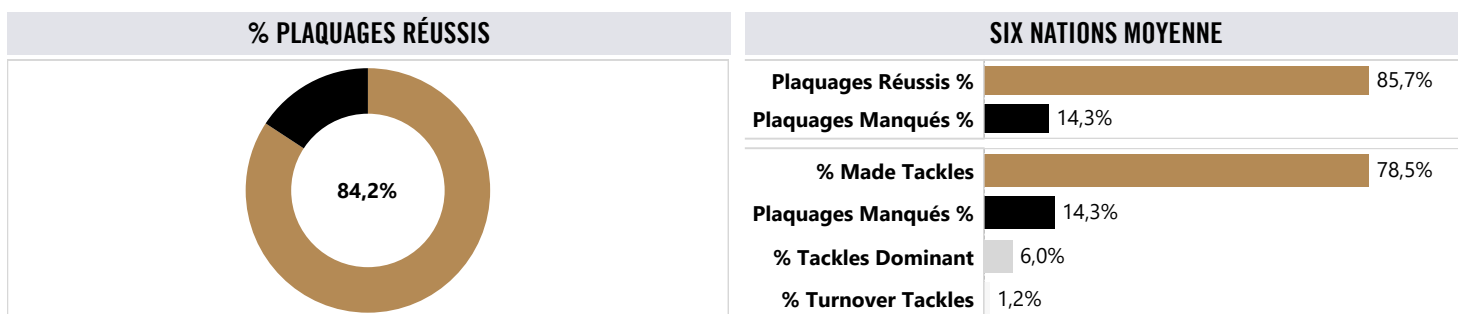 % PLAQUAGES RÉUSSIS
84,2%
SIX NATIONS MOYENNE
Plaquages Réussis % 85,7%
Plaquages Manqués % 14,3%
% Made Tackles 78,5%
Plaquages Manqués % 14,3%
% Tackles Dominant 6,0%
% Turnover Tackles 1,2%